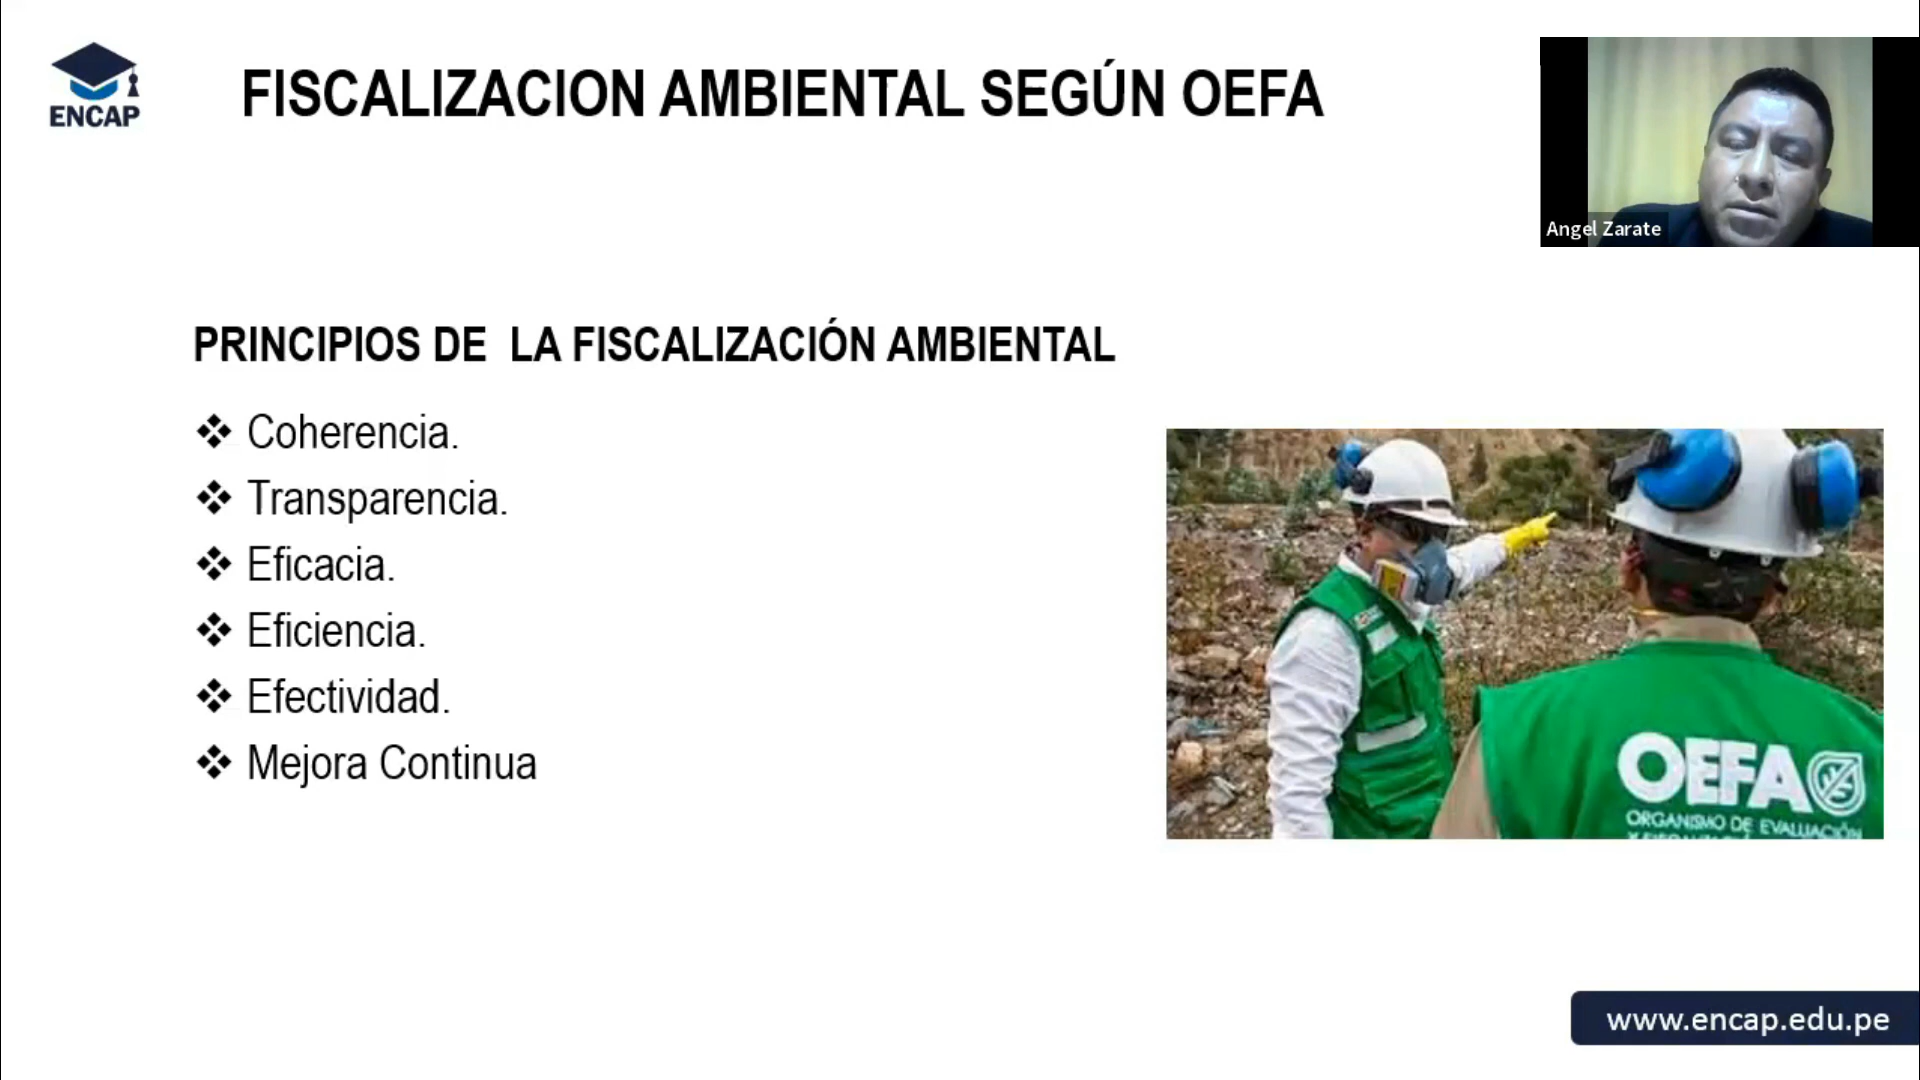 ENCAP
FISCALIZACION AMBIENTAL SEGÚN OEFA
Angel Zarate
PRINCIPIOS DE LA FISCALIZACIÓN AMBIENTAL
❖ Coherencia.
❖ Transparencia.
❖ Eficacia.
❖ Eficiencia.
❖ Efectividad.
❖ Mejora Continua
OEFA
ORGANISMO DE EVALUACIÓN
www.encap.edu.pe